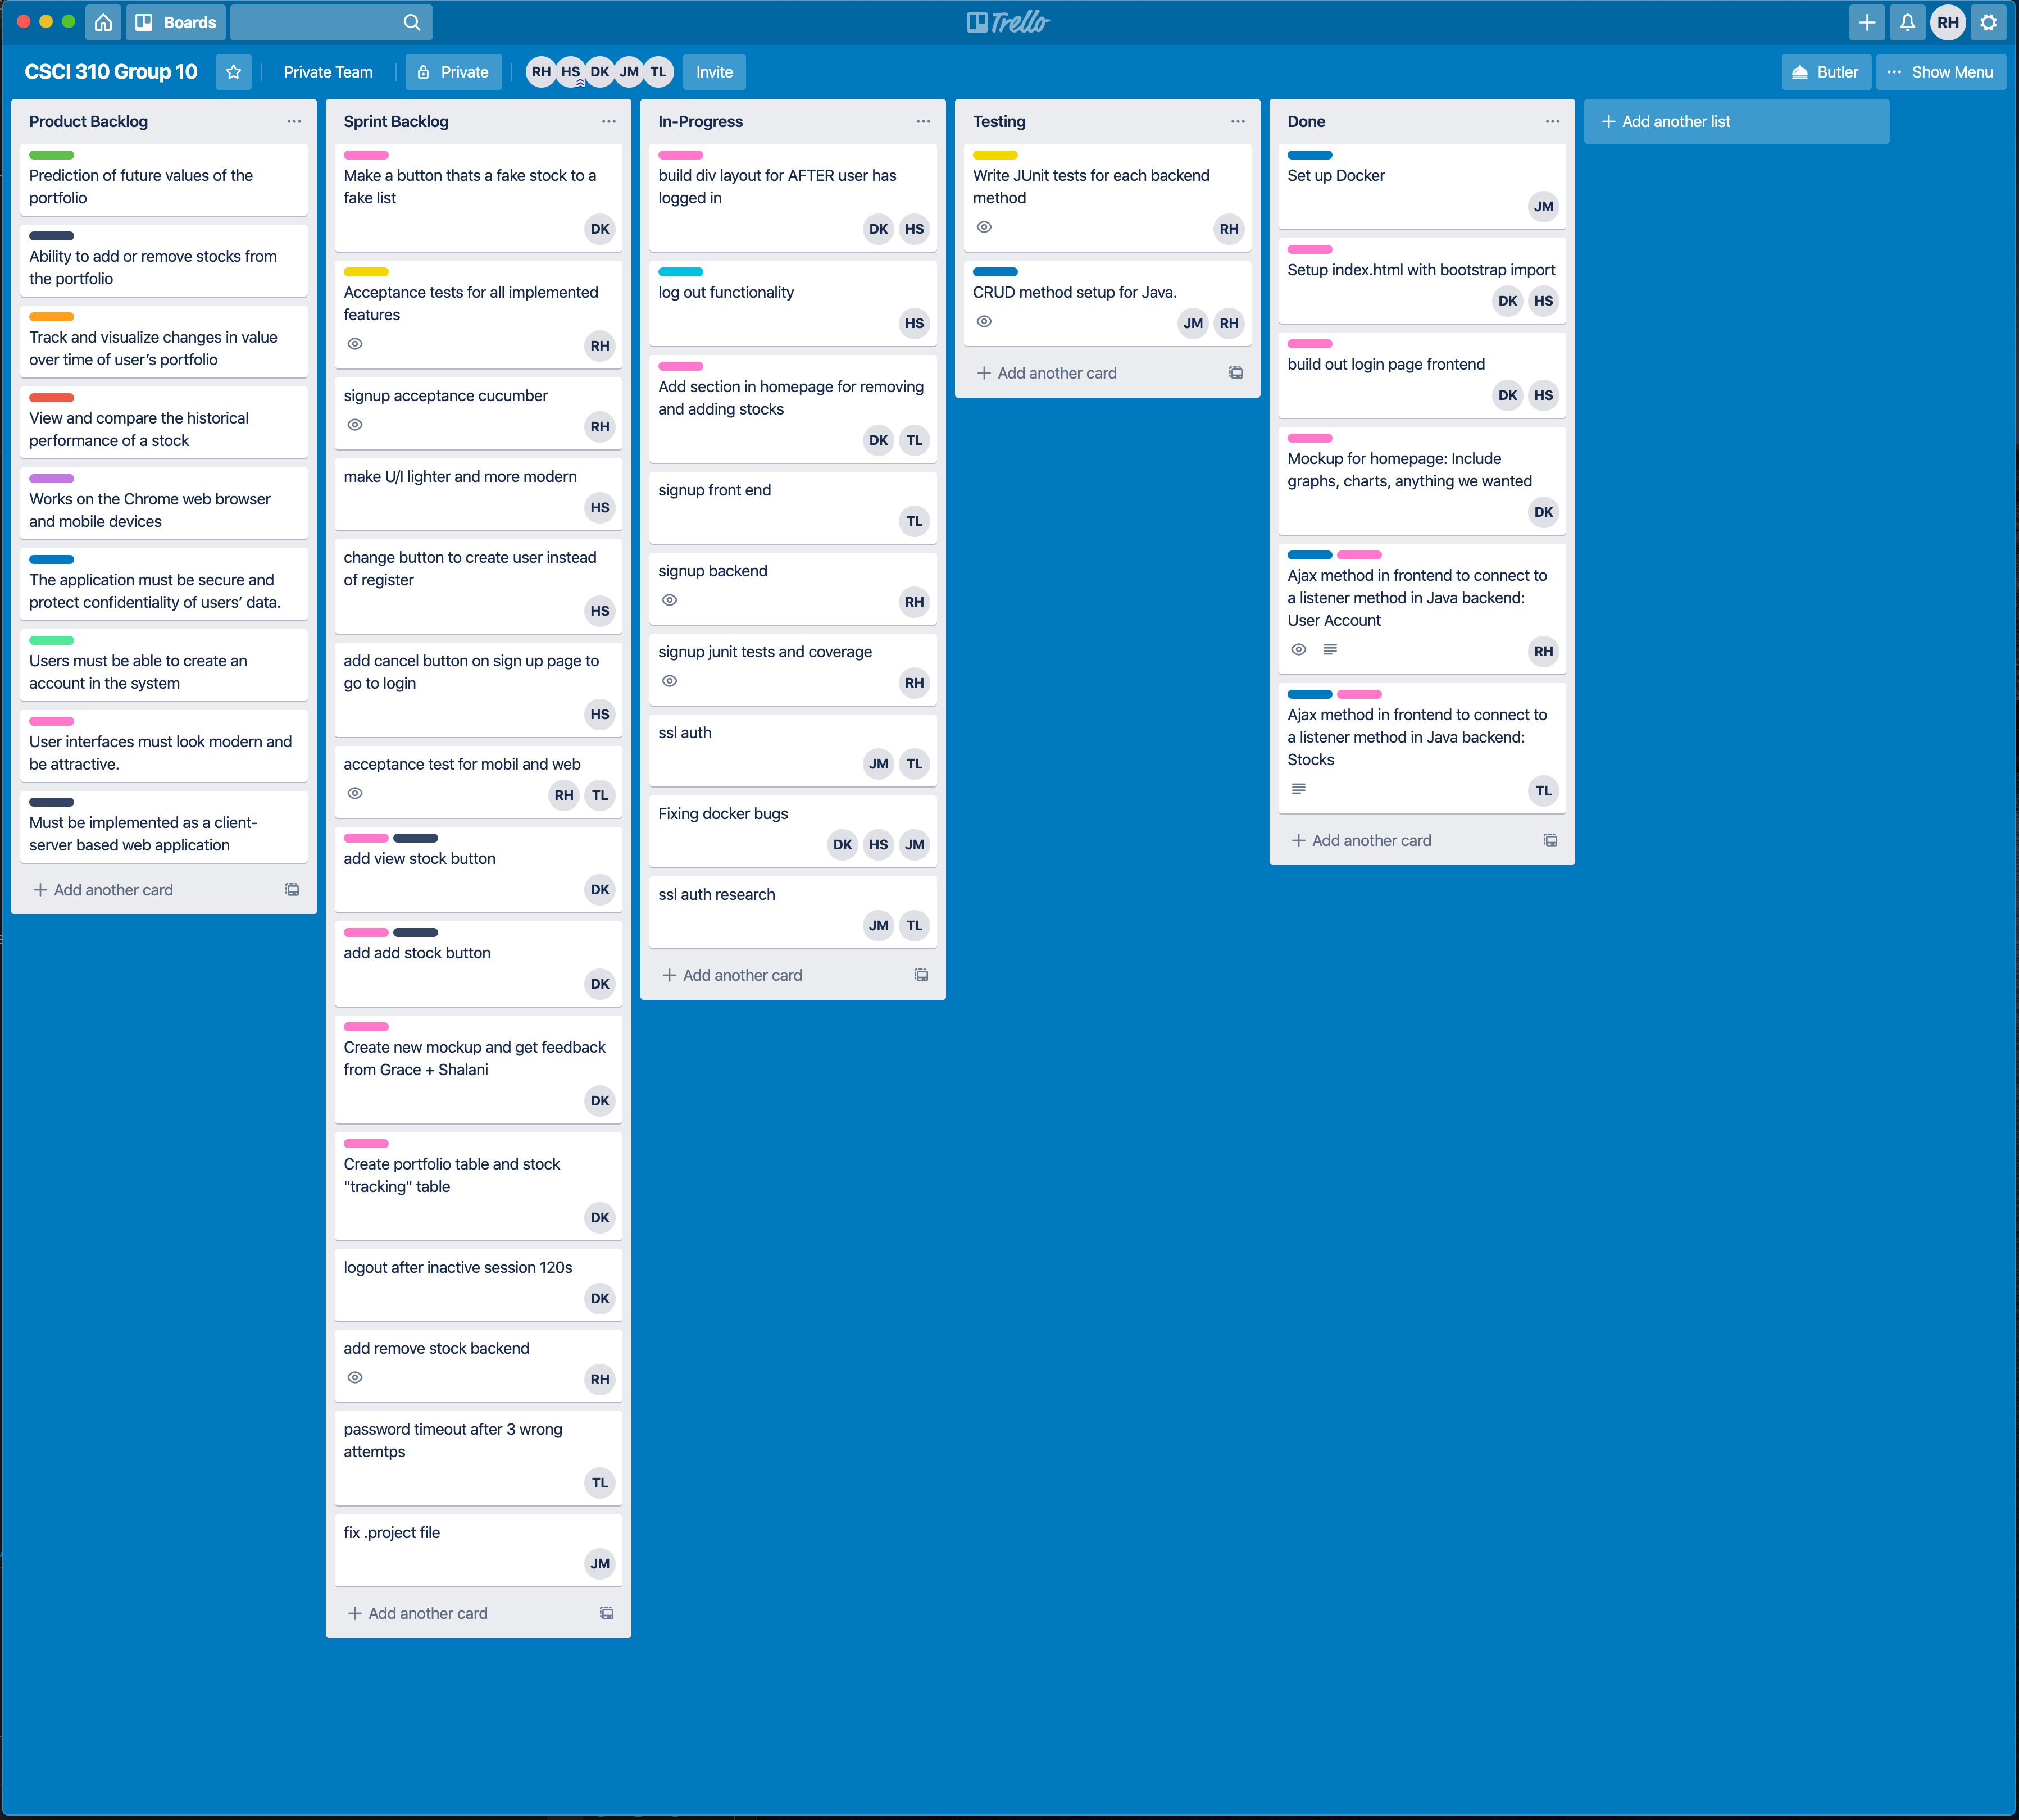 Boards
Trello
RH
CSCI 310 Group 10
Private Team
Private
RH HS DK JM TL
Invite
Butler
Show Menu
Product Backlog
Prediction of future values of the
portfolio
Ability to add or remove stocks from
the portfolio
Track and visualize changes in value
over time of user’s portfolio
View and compare the historical
performance of a stock
Works on the Chrome web browser
and mobile devices
The application must be secure and
protect confidentiality of users’ data.
Users must be able to create an
account in the system
User interfaces must look modern and
be attractive.
Must be implemented as a client-
server based web application
Add another card
Sprint Backlog
Make a button thats a fake stock to a
fake list
DK
Acceptance tests for all implemented
features
RH
signup acceptance cucumber
RH
make U/I lighter and more modern
HS
change button to create user instead
of register
HS
add cancel button on sign up page to
go to login
HS
acceptance test for mobil and web
RH TL
add view stock button
DK
add add stock button
DK
Create new mockup and get feedback
from Grace + Shalani
DK
Create portfolio table and stock
"tracking" table
DK
logout after inactive session 120s
DK
add remove stock backend
RH
password timeout after 3 wrong
attemtps
TL
fix .project file
JM
Add another card
In-Progress
build div layout for AFTER user has
logged in
DK HS
log out functionality
HS
Add section in homepage for removing
and adding stocks
DK TL
signup front end
TL
signup backend
RH
signup junit tests and coverage
RH
ssl auth
JM TL
Fixing docker bugs
DK HS JM
ssl auth research
JM TL
Add another card
Testing
Write JUnit tests for each backend
method
RH
CRUD method setup for Java.
JM RH
Add another card
Done
Set up Docker
JM
Setup index.html with bootstrap import
DK HS
build out login page frontend
DK HS
Mockup for homepage: Include
graphs, charts, anything we wanted
DK
Ajax method in frontend to connect to
a listener method in Java backend:
User Account
RH
Ajax method in frontend to connect to
a listener method in Java backend:
Stocks
TL
Add another card
Add another list